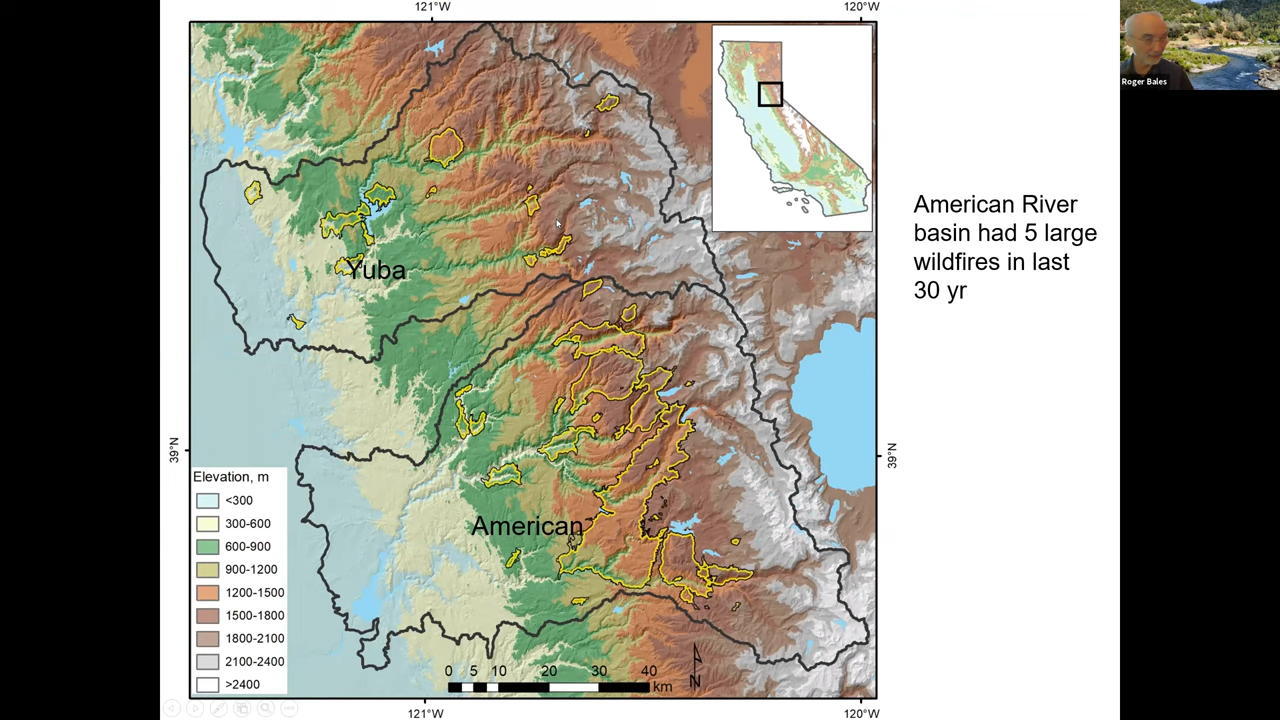 121°W
120°W
Roger Bales
American River
basin had 5 large
wildfires in last
30 yr
Yuba
39°N
39°N
Elevation, m
<300
300-600
600-900
900-1200
1200-1500
1500-1800
1800-2100
2100-2400
>2400
American
0 5 10 20 30 40
km
N
121°W
120°W